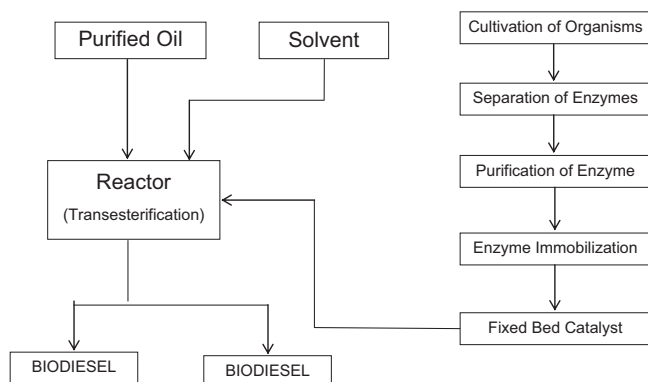 Purified Oil
Solvent
Reactor
(Transesterification)
BIODIESEL
BIODIESEL
Cultivation of Organisms
Separation of Enzymes
Purification of Enzyme
Enzyme Immobilization
Fixed Bed Catalyst